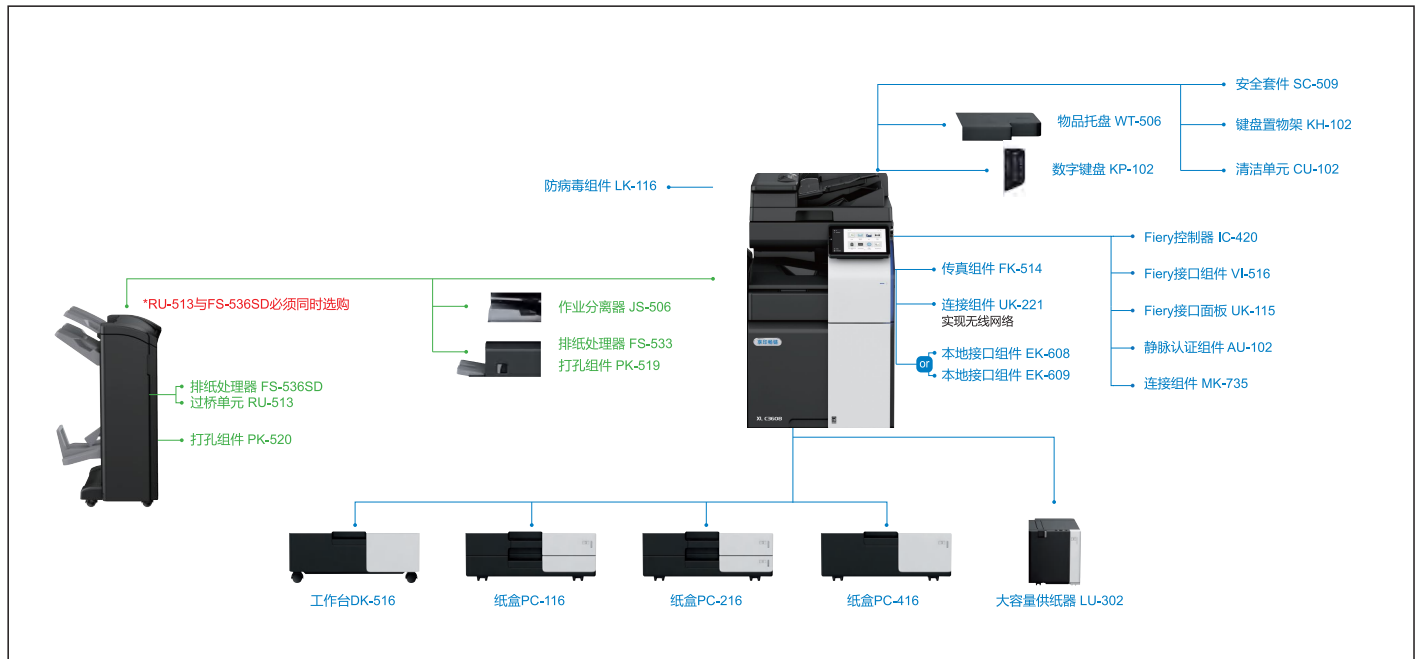 安全套件 SC-509
物品托盘 WT-506
键盘置物架 KH-102
数字键盘 KP-102
清洁单元 CU-102
防病毒组件 LK-116
Fiery控制器 IC-420
传真组件 FK-514
Fiery接口组件 VI-516
*RU-513与FS-536SD必须同时选购
作业分离器 JS-506
连接组件 UK-221
实现无线网络
Fiery接口面板 UK-115
排纸处理器 FS-533
打孔组件 PK-519
or
本地接口组件 EK-608
本地接口组件 EK-609
静脉认证组件 AU-102
连接组件 MK-735
排纸处理器 FS-536SD
过桥单元 RU-513
打孔组件 PK-520
XL C3608
工作台DK-516
纸盒PC-116
纸盒PC-216
纸盒PC-416
大容量供纸器 LU-302